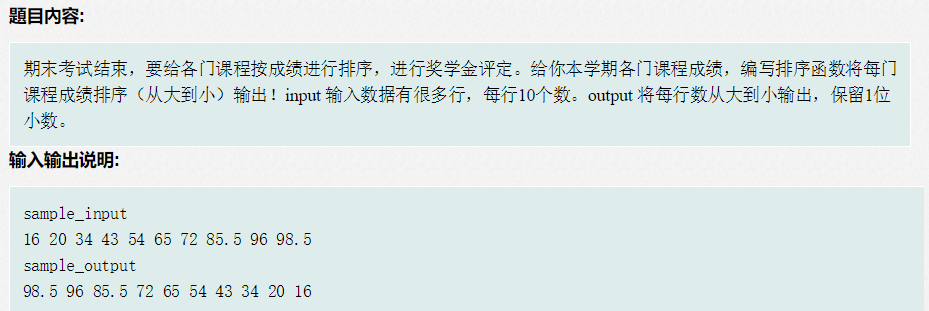 题目内容:
期末考试结束，要给各门课程按成绩进行排序，进行奖学金评定。给你本学期各门课程成绩，编写排序函数将每门
课程成绩排序（从大到小）输出！input 输入数据有很多行，每行10个数。output 将每行数从大到小输出，保留1位
小数。
输入输出说明:
sample_input
16 20 34 43 54 65 72 85.5 96 98.5
sample_output
98.5 96 85.5 72 65 54 43 34 20 16